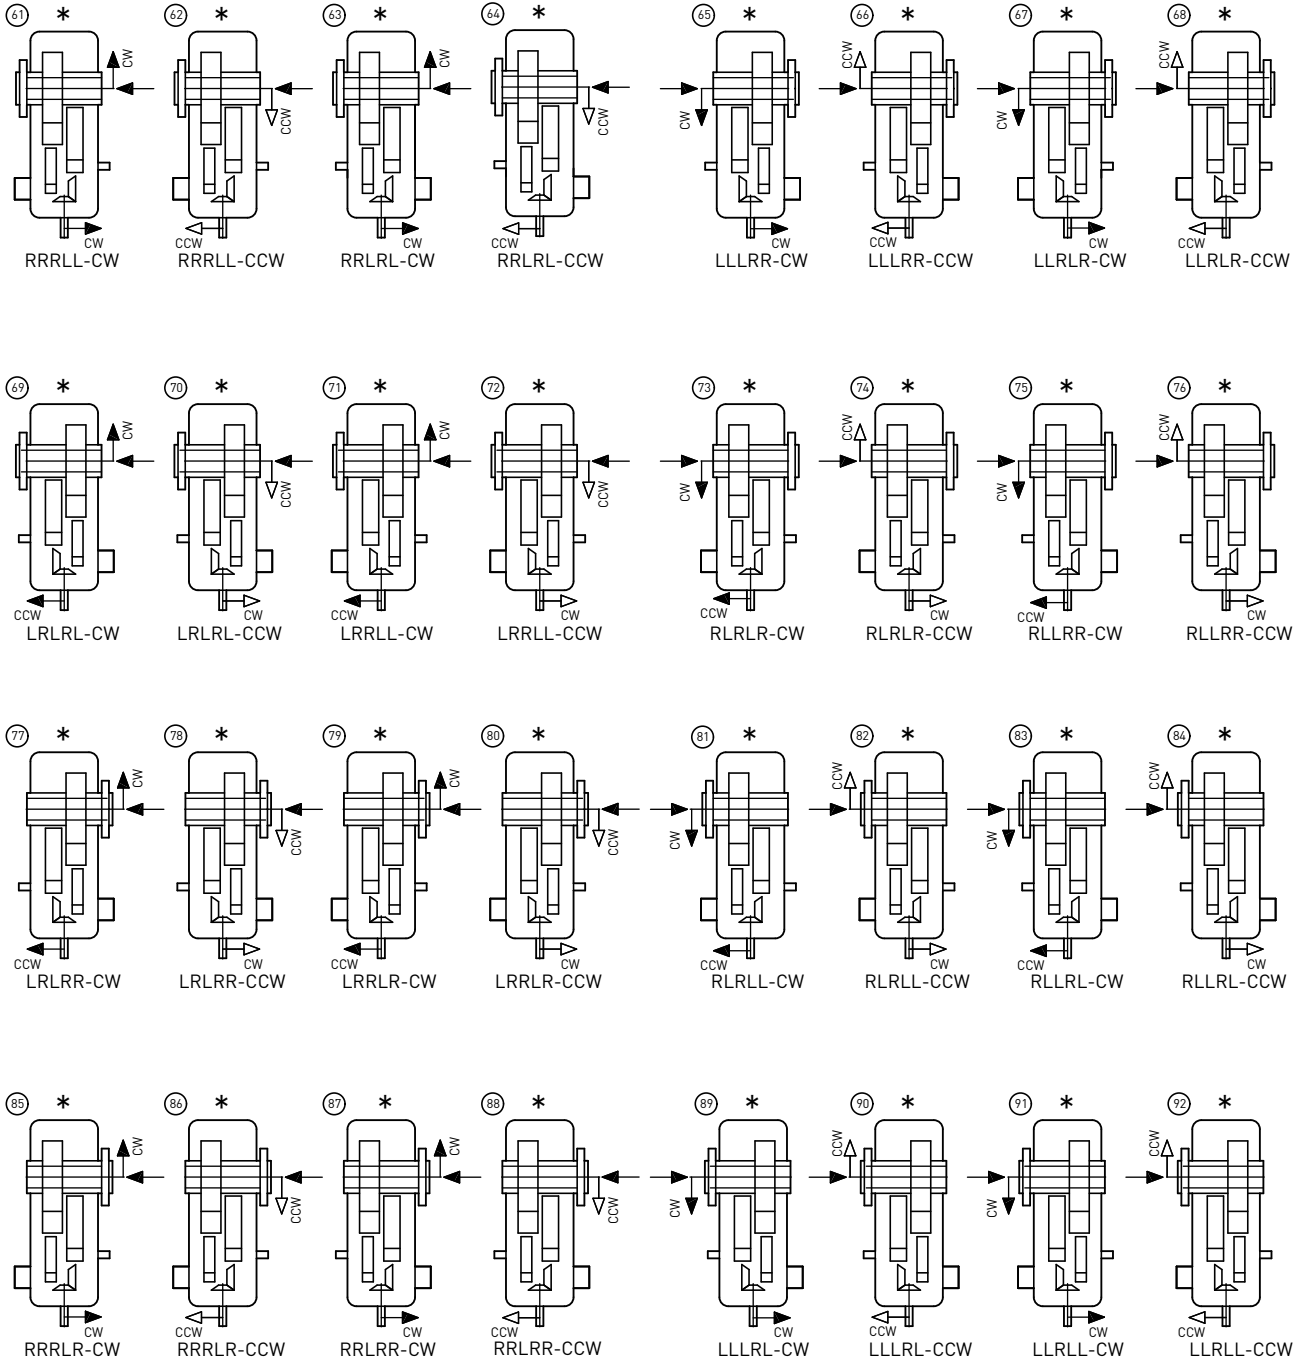 61 * 62 * 63 * 64 * 65 * 66 * 67 * 68 *
CW CCW CW CCW CW CCW CW CCW
CW CCW CW CCW CW CCW CW CCW
RRRLL-CW RRRLL-CCW RRLRL-CW RRLRL-CCW LLLRR-CW LLLRR-CCW LLRLR-CW LLRLR-CCW
69 * 70 * 71 * 72 * 73 * 74 * 75 * 76 *
CW CCW CW CCW CW CCW CW CCW
CCW CW CCW CW CCW CW CCW CW
LRLRL-CW LRLRL-CCW LRRLL-CW LRRLL-CCW RLRLR-CW RLRLR-CCW RLLRR-CW RLLRR-CCW
77 * 78 * 79 * 80 * 81 * 82 * 83 * 84 *
CW CCW CW CCW CW CCW CW CCW
CCW CW CCW CW CCW CW CCW CW
LRLRR-CW LRLRR-CCW LRRLR-CW LRRLR-CCW RLRLL-CW RLRLL-CCW RLLRL-CW RLLRL-CCW
85 * 86 * 87 * 88 * 89 * 90 * 91 * 92 *
CW CCW CW CCW CW CCW CW CCW
CW CCW CW CCW CW CCW CW CCW
RRRLR-CW RRRLR-CCW RRLRR-CW RRLRR-CCW LLLRL-CW LLLRL-CCW LLRLL-CW LLRLL-CCW